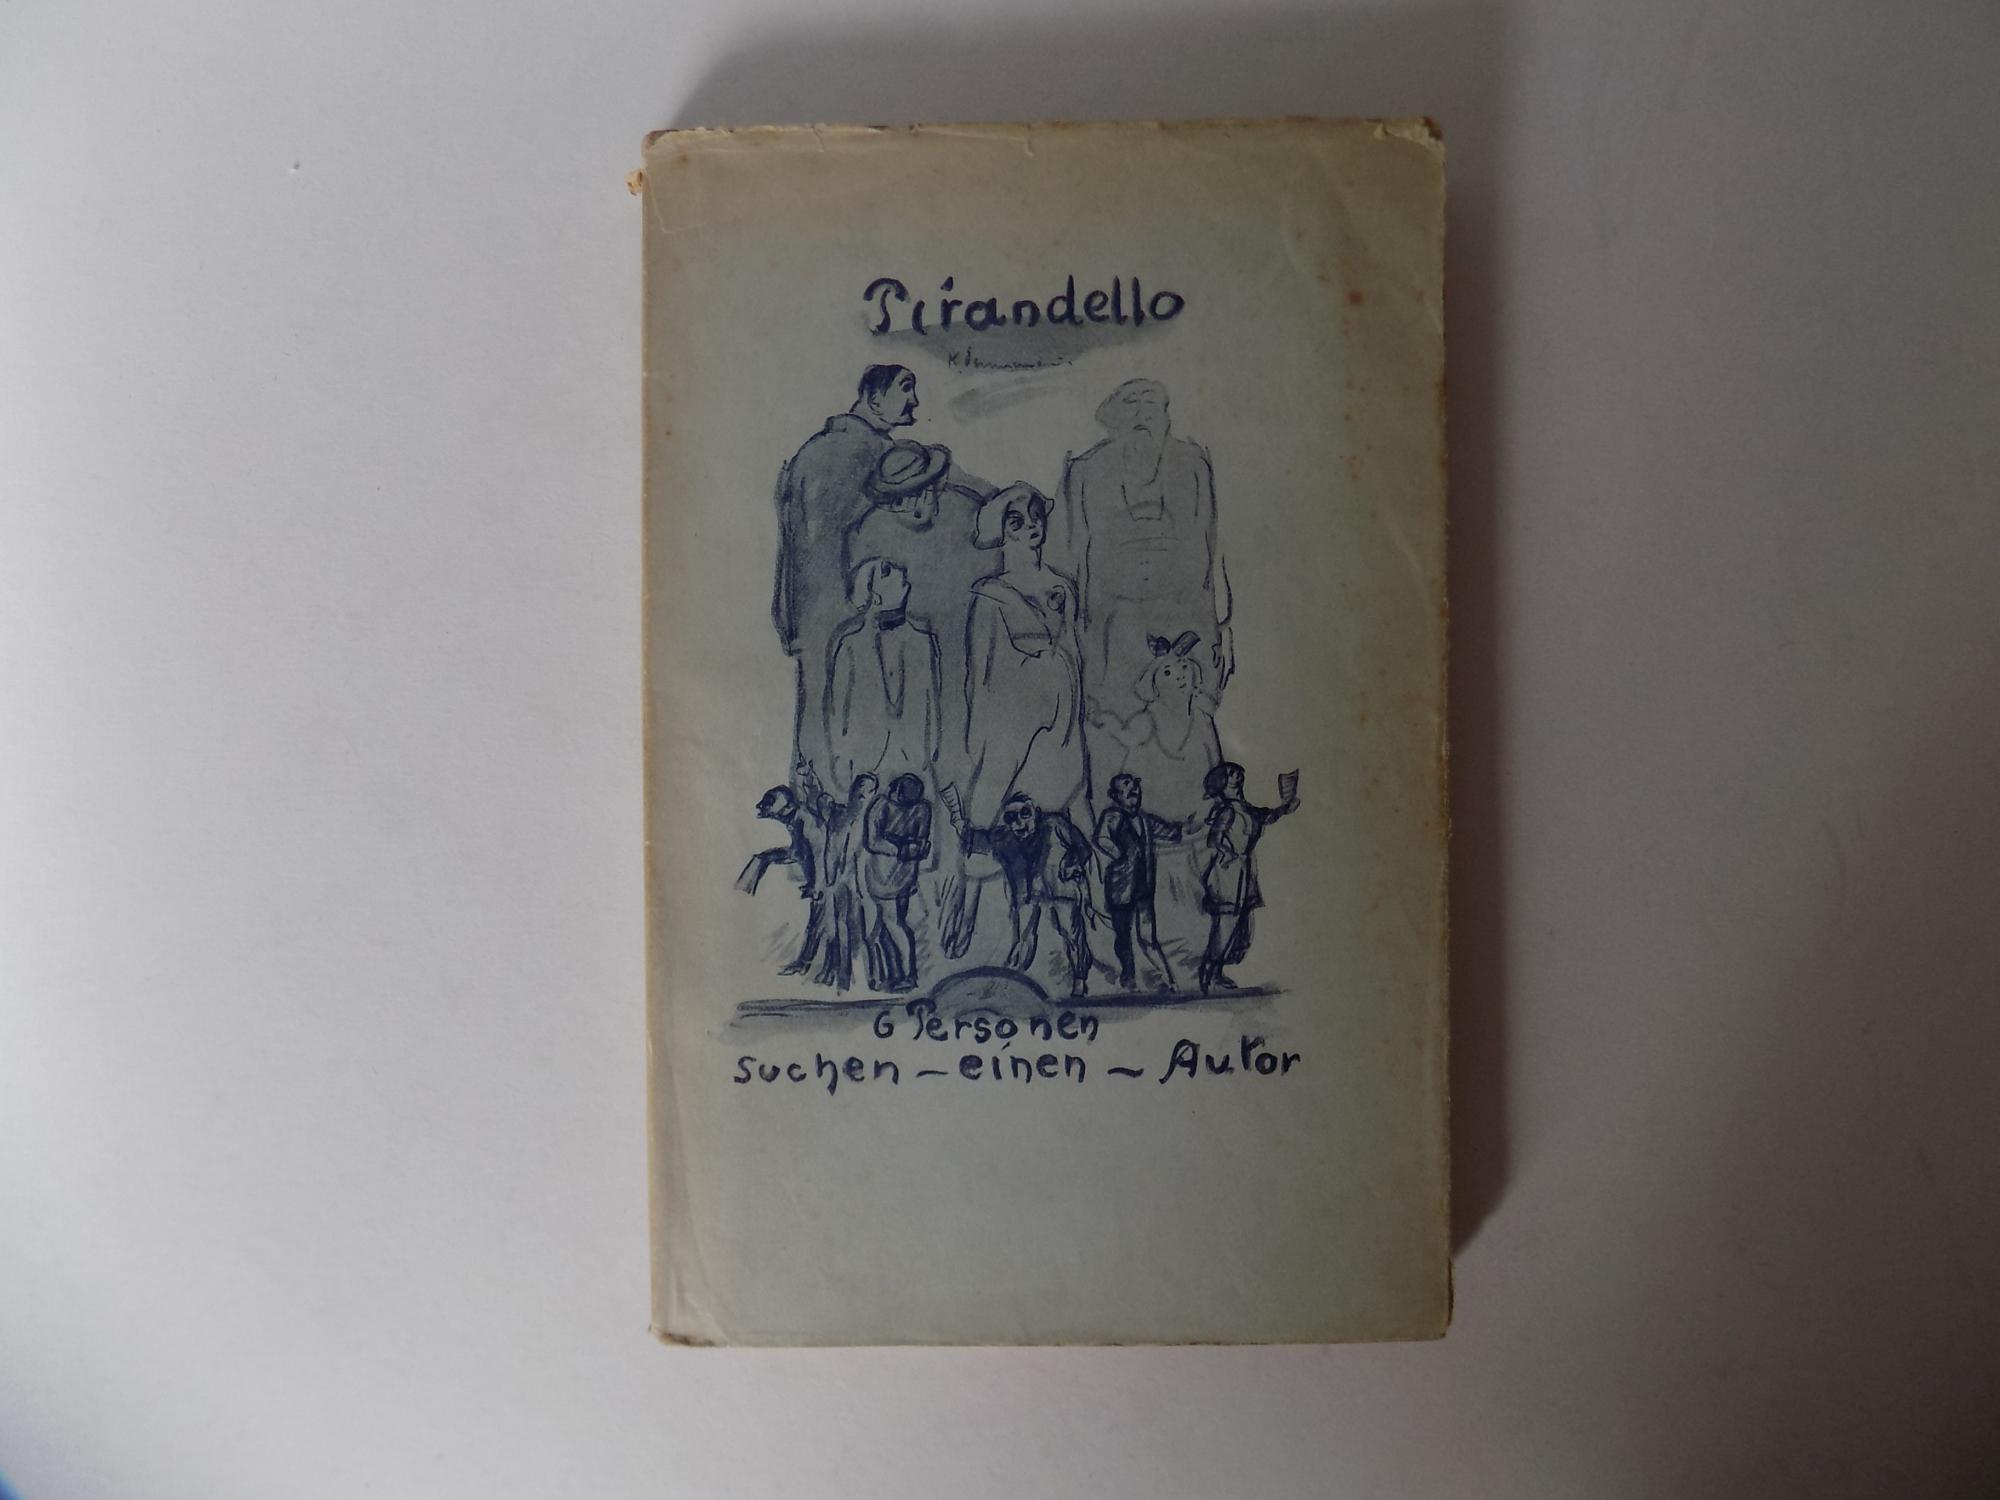 Pirandello
6 Personen
suchen – einen – Autor